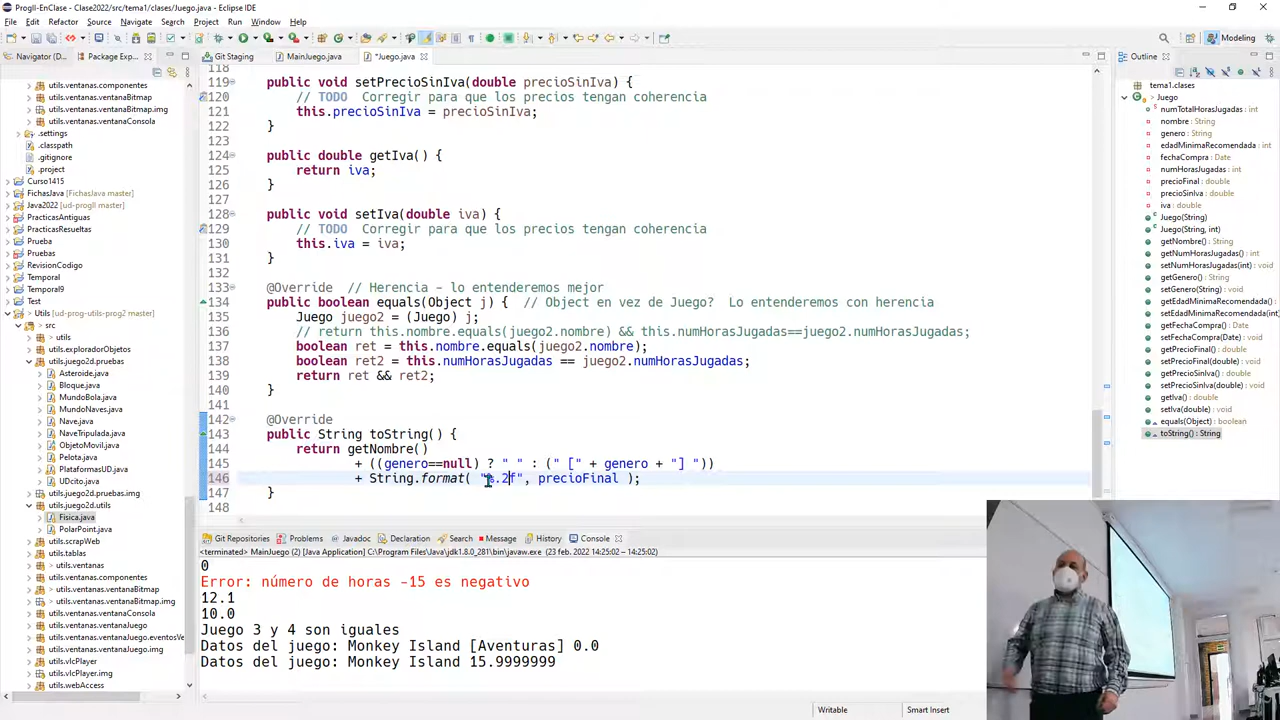 ProgII-EnClase - Clase2022/src/tema1/clases/Juego.java - Eclipse IDE
File Edit Refactor Source Navigate Search Project Run Window Help
Modeling
Navigator (D...
Package Exp...
Git Staging
MainJuego.java
*Juego.java
Outline
utils.ventanas.componentes
utils.ventanas.ventanaBitmap
utils.ventanas.ventanaBitmap.img
utils.ventanas.ventanaConsola
.settings
.classpath
.gitignore
.project
Curso1415
FichasJava [FichasJava master]
Java2022 [ud-progII master]
PracticasAntiguas
PracticasResueltas
Prueba
Pruebas
RevisionCodigo
Temporal
Temporal9
Test
Utils [ud-prog-utils-prog2 master]
src
utils
utils.exploradorObjetos
utils.juego2d.pruebas
Asteroide.java
Bloque.java
MundoBola.java
MundoNaves.java
Nave.java
NaveTripulada.java
ObjetoMovil.java
Pelota.java
PlataformasUD.java
UDcito.java
utils.juego2d.pruebas.img
utils.juego2d.utils
Fisica.java
PolarPoint.java
utils.scrapWeb
utils.tablas
utils.ventanas
utils.ventanas.componentes
utils.ventanas.ventanaBitmap
utils.ventanas.ventanaBitmap.img
utils.ventanas.ventanaConsola
utils.ventanas.ventanaJuego
utils.ventanas.ventanaJuego.eventosVe
utils.ventanas.ventanaJuego.img
utils.vlcPlayer
utils.vlcPlayer.img
utils.webAccess
118
119 public void setPrecioSinIva(double precioSinIva) {
120 // TODO Corregir para que los precios tengan coherencia
121 this.precioSinIva = precioSinIva;
122 }
123
124 public double getIva() {
125 return iva;
126 }
127
128 public void setIva(double iva) {
129 // TODO Corregir para que los precios tengan coherencia
130 this.iva = iva;
131 }
132
133 @Override // Herencia - lo entenderemos mejor
134 public boolean equals(Object j) { // Object en vez de Juego? Lo entenderemos con herencia
135 Juego juego2 = (Juego) j;
136 // return this.nombre.equals(juego2.nombre) && this.numHorasJugadas==juego2.numHorasJugadas;
137 boolean ret = this.nombre.equals(juego2.nombre);
138 boolean ret2 = this.numHorasJugadas == juego2.numHorasJugadas;
139 return ret && ret2;
140 }
141
142 @Override
143 public String toString() {
144 return getNombre()
145 + ((genero==null) ? " " : (" [" + genero + "] "))
146 + String.format( "%s.2f", precioFinal );
147 }
148
Git Repositories
Problems
Javadoc
Declaration
Search
Message
History
Console
<terminated> MainJuego (2) [Java Application] C:\Program Files\Java\jdk1.8.0_281\bin\javaw.exe (23 feb. 2022 14:25:02 – 14:25:02)
0
Error: número de horas -15 es negativo
12.1
10.0
Juego 3 y 4 son iguales
Datos del juego: Monkey Island [Aventuras] 0.0
Datos del juego: Monkey Island 15.9999999
tema1.clases
Juego
numTotalHorasJugadas : int
nombre : String
genero : String
edadMinimaRecomendada : int
fechaCompra : Date
numHorasJugadas : int
precioFinal : double
precioSinIva : double
iva : double
Juego(String)
Juego(String, int)
getNombre() : String
getNumHorasJugadas() : int
setNumHorasJugadas(int) : void
getGenero() : String
setGenero(String) : void
getEdadMinimaRecomendada() : i
setEdadMinimaRecomendada(int
getFechaCompra() : Date
setFechaCompra(Date) : void
getPrecioFinal() : double
setPrecioFinal(double) : void
getPrecioSinIva() : double
setPrecioSinIva(double) : void
getIva() : double
setIva(double) : void
equals(Object) : boolean
toString() : String
Writable
Smart Insert